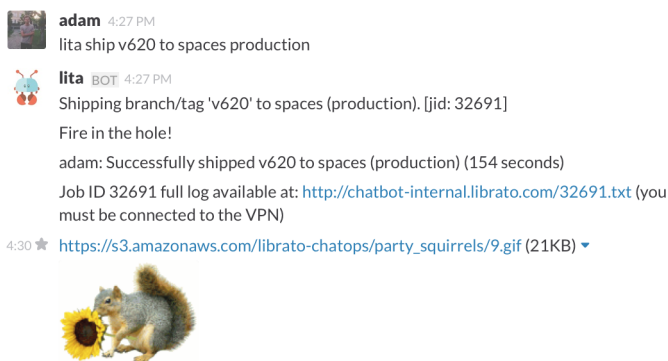 adam 4:27 PM
lita ship v620 to spaces production
lita BOT 4:27 PM
Shipping branch/tag 'v620' to spaces (production). [jid: 32691]
Fire in the hole!
adam: Successfully shipped v620 to spaces (production) (154 seconds)
Job ID 32691 full log available at: http://chatbot-internal.librato.com/32691.txt (you
must be connected to the VPN)
4:30 https://s3.amazonaws.com/librato-chatops/party_squirrels/9.gif (21KB)